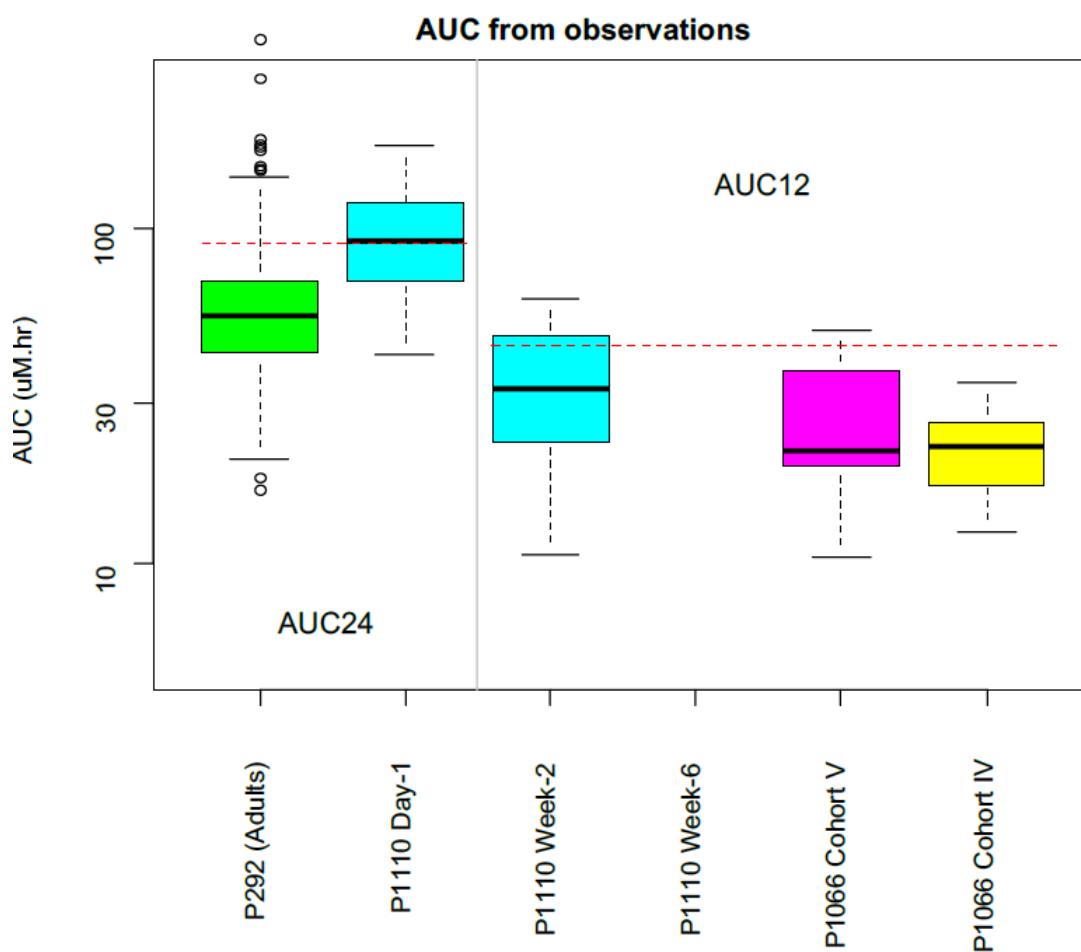 AUC from observations
AUC (uM.hr)
100
30
10
AUC24
AUC12
P292 (Adults)
P1110 Day-1
P1110 Week-2
P1110 Week-6
P1066 Cohort V
P1066 Cohort IV